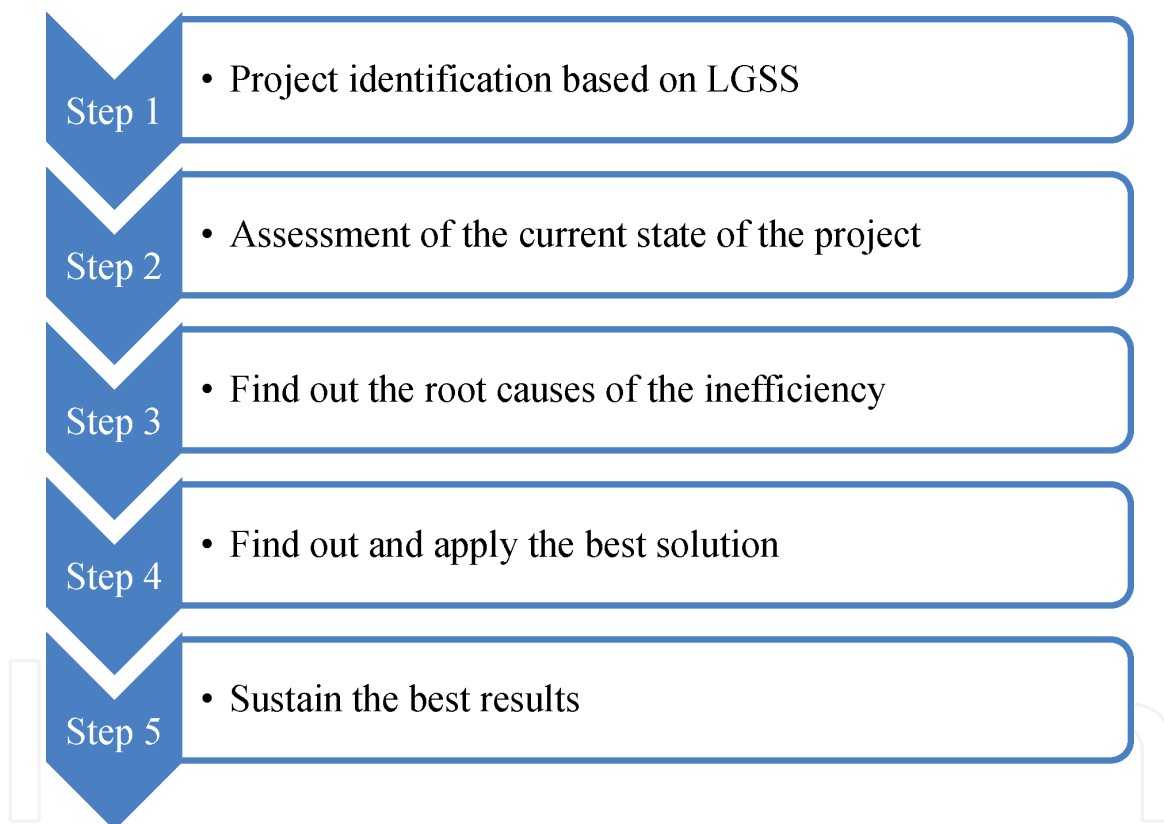 Step 1
• Project identification based on LGSS
Step 2
• Assessment of the current state of the project
Step 3
• Find out the root causes of the inefficiency
Step 4
• Find out and apply the best solution
Step 5
• Sustain the best results